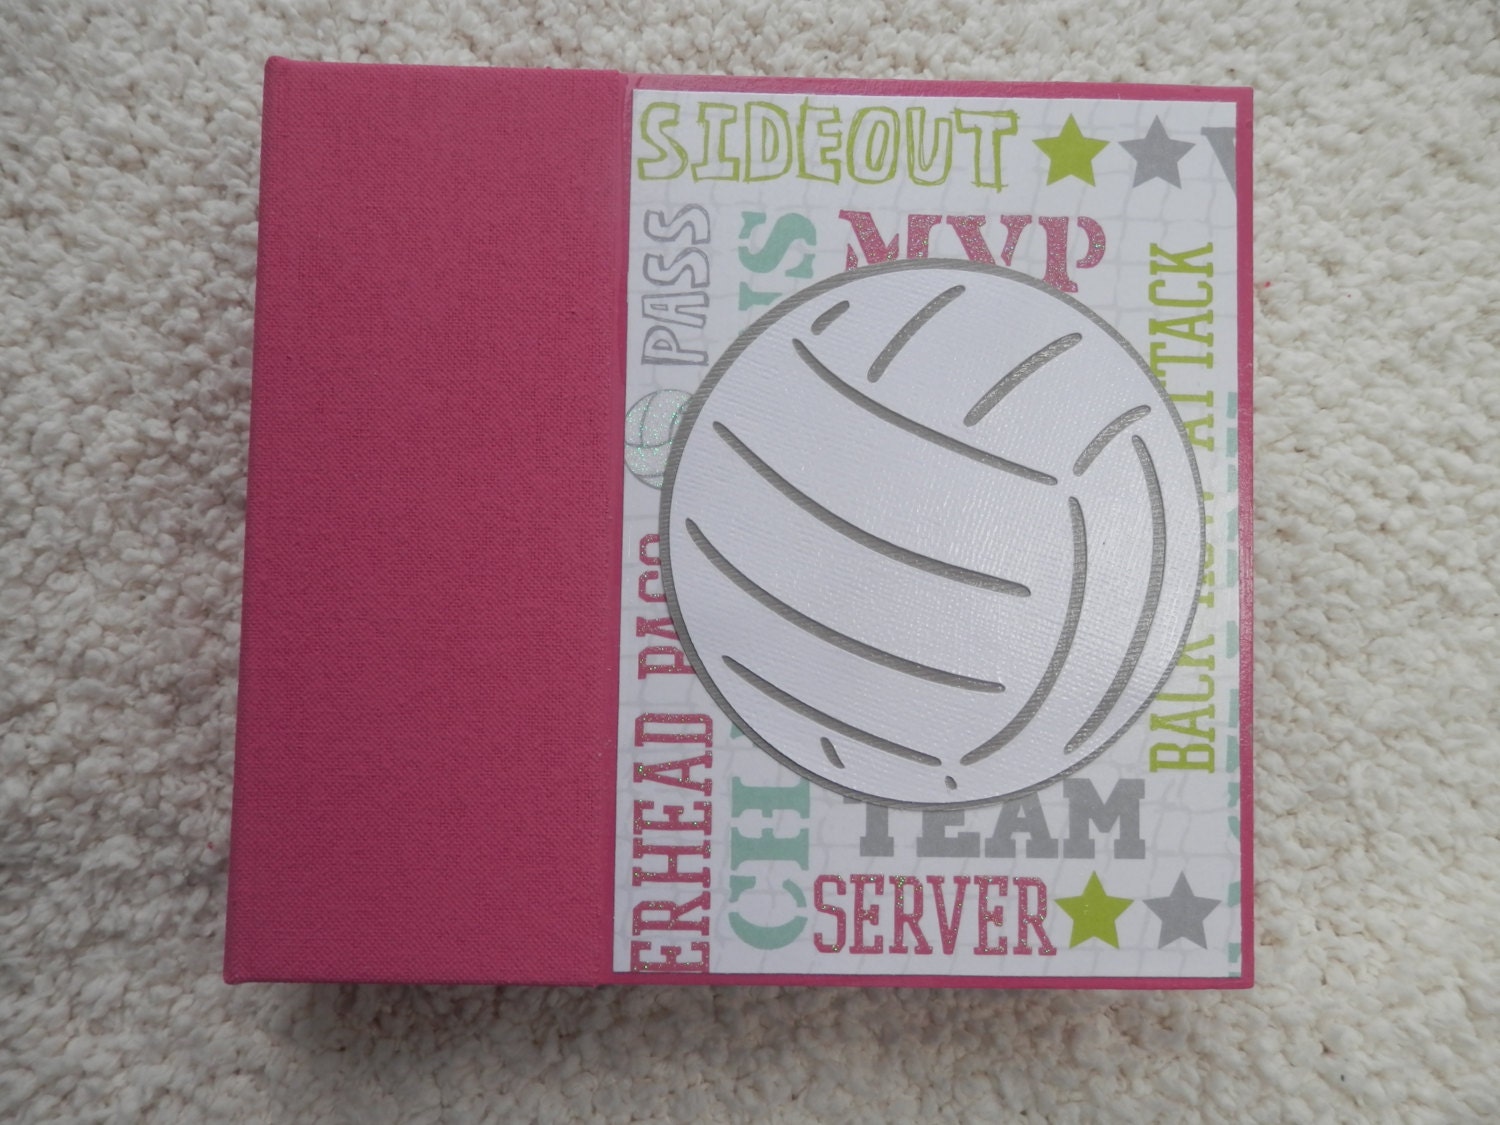 SIDEOUT
PASS
MVP
BACK ATTACK
ERHEAD PASS
TEAM
SERVER